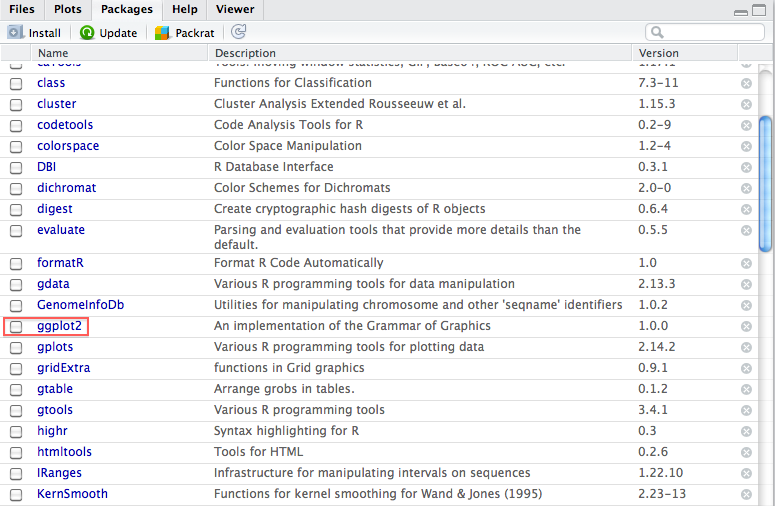 Files Plots Packages Help Viewer
Install Update Packrat
Name Description Version
class Functions for Classification 7.3-11
cluster Cluster Analysis Extended Rousseeuw et al. 1.15.3
codetools Code Analysis Tools for R 0.2-9
colorspace Color Space Manipulation 1.2-4
DBI R Database Interface 0.3.1
dichromat Color Schemes for Dichromats 2.0-0
digest Create cryptographic hash digests of R objects 0.6.4
evaluate Parsing and evaluation tools that provide more details than the 0.5.5
default.
formatR Format R Code Automatically 1.0
gdata Various R programming tools for data manipulation 2.13.3
GenomeInfoDb Utilities for manipulating chromosome and other 'seqname' identifiers 1.0.2
ggplot2 An implementation of the Grammar of Graphics 1.0.0
gplots Various R programming tools for plotting data 2.14.2
gridExtra functions in Grid graphics 0.9.1
gtable Arrange grobs in tables. 0.1.2
gtools Various R programming tools 3.4.1
highr Syntax highlighting for R 0.3
htmltools Tools for HTML 0.2.6
IRanges Infrastructure for manipulating intervals on sequences 1.22.10
KernSmooth Functions for kernel smoothing for Wand & Jones (1995) 2.23-13